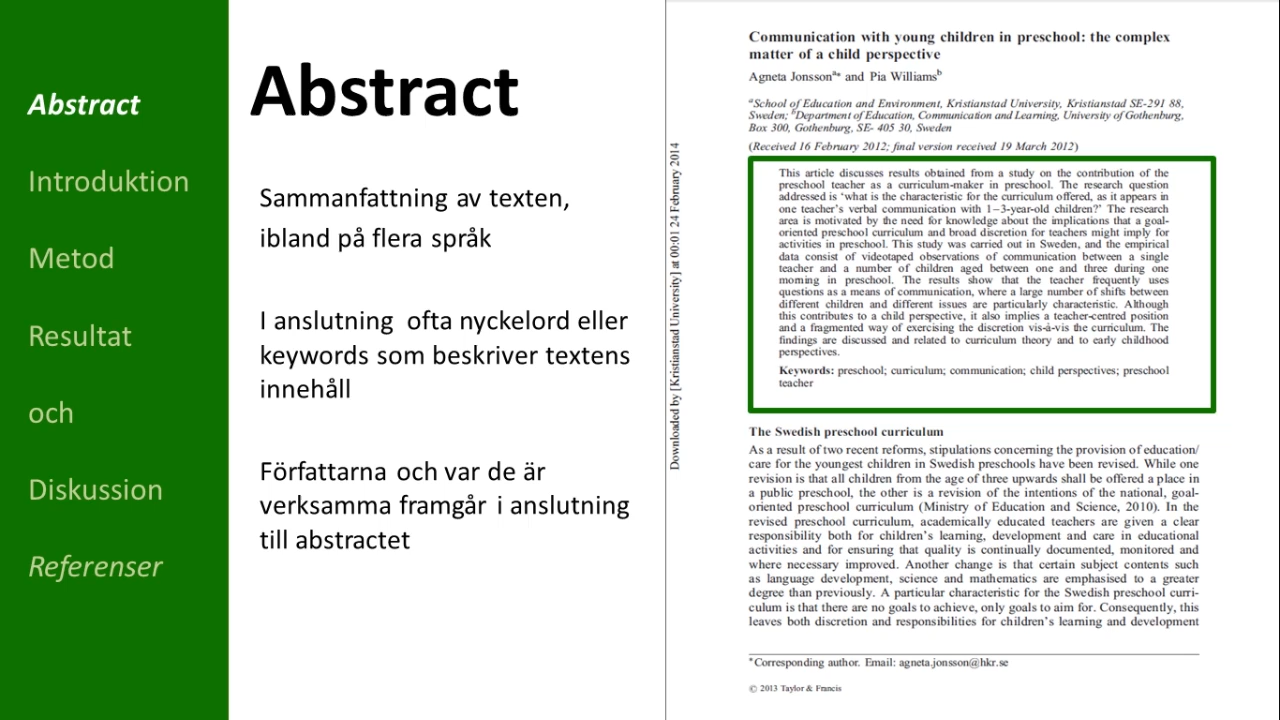 Abstract
Introduktion
Metod
Resultat
och
Diskussion
Referenser
Abstract
Sammanfattning av texten,
ibland på flera språk
I anslutning ofta nyckelord eller
keywords som beskriver textens
innehåll
Författarna och var de är
verksamma framgår i anslutning
till abstractet
Downloaded by [Kristianstad University] at 00:01 24 February 2014
Communication with young children in preschool: the complex
matter of a child perspective
Agneta Jonssonᵃ* and Pia Williamsᵇ
ᵃSchool of Education and Environment, Kristianstad University, Kristianstad SE-291 88,
Sweden; ᵇDepartment of Education, Communication and Learning, University of Gothenburg,
Box 300, Gothenburg, SE- 405 30, Sweden
(Received 16 February 2012; final version received 19 March 2012)
This article discusses results obtained from a study on the contribution of the
preschool teacher as a curriculum-maker in preschool. The research question
addressed is ‘what is the characteristic for the curriculum offered, as it appears in
one teacher’s verbal communication with 1–3-year-old children?’ The research
area is motivated by the need for knowledge about the implications that a goal-
oriented preschool curriculum and broad discretion for teachers might imply for
activities in preschool. This study was carried out in Sweden, and the empirical
data consist of videotaped observations of communication between a single
teacher and a number of children aged between one and three during one
morning in preschool. The results show that the teacher frequently uses
questions as a means of communication, where a large number of shifts between
different children and different issues are particularly characteristic. Although
this contributes to a child perspective, it also implies a teacher-centred position
and a fragmented way of exercising the discretion vis-à-vis the curriculum. The
findings are discussed and related to curriculum theory and to early childhood
perspectives.
Keywords: preschool; curriculum; communication; child perspectives; preschool
teacher
The Swedish preschool curriculum
As a result of two recent reforms, stipulations concerning the provision of education/
care for the youngest children in Swedish preschools have been revised. While one
revision is that all children from the age of three upwards shall be offered a place in
a public preschool, the other is a revision of the intentions of the national, goal-
oriented preschool curriculum (Ministry of Education and Science, 2010). In the
revised preschool curriculum, academically educated teachers are given a clear
responsibility both for children’s learning, development and care in educational
activities and for ensuring that quality is continually documented, monitored and
where necessary improved. Another change is that certain subject contents such
as language development, science and mathematics are emphasised to a greater
degree than previously. A particular characteristic for the Swedish preschool curri-
culum is that there are no goals to achieve, only goals to aim for. Consequently, this
leaves both discretion and responsibilities for children’s learning and development
*Corresponding author. Email: agneta.jonsson@hkr.se
© 2013 Taylor & Francis